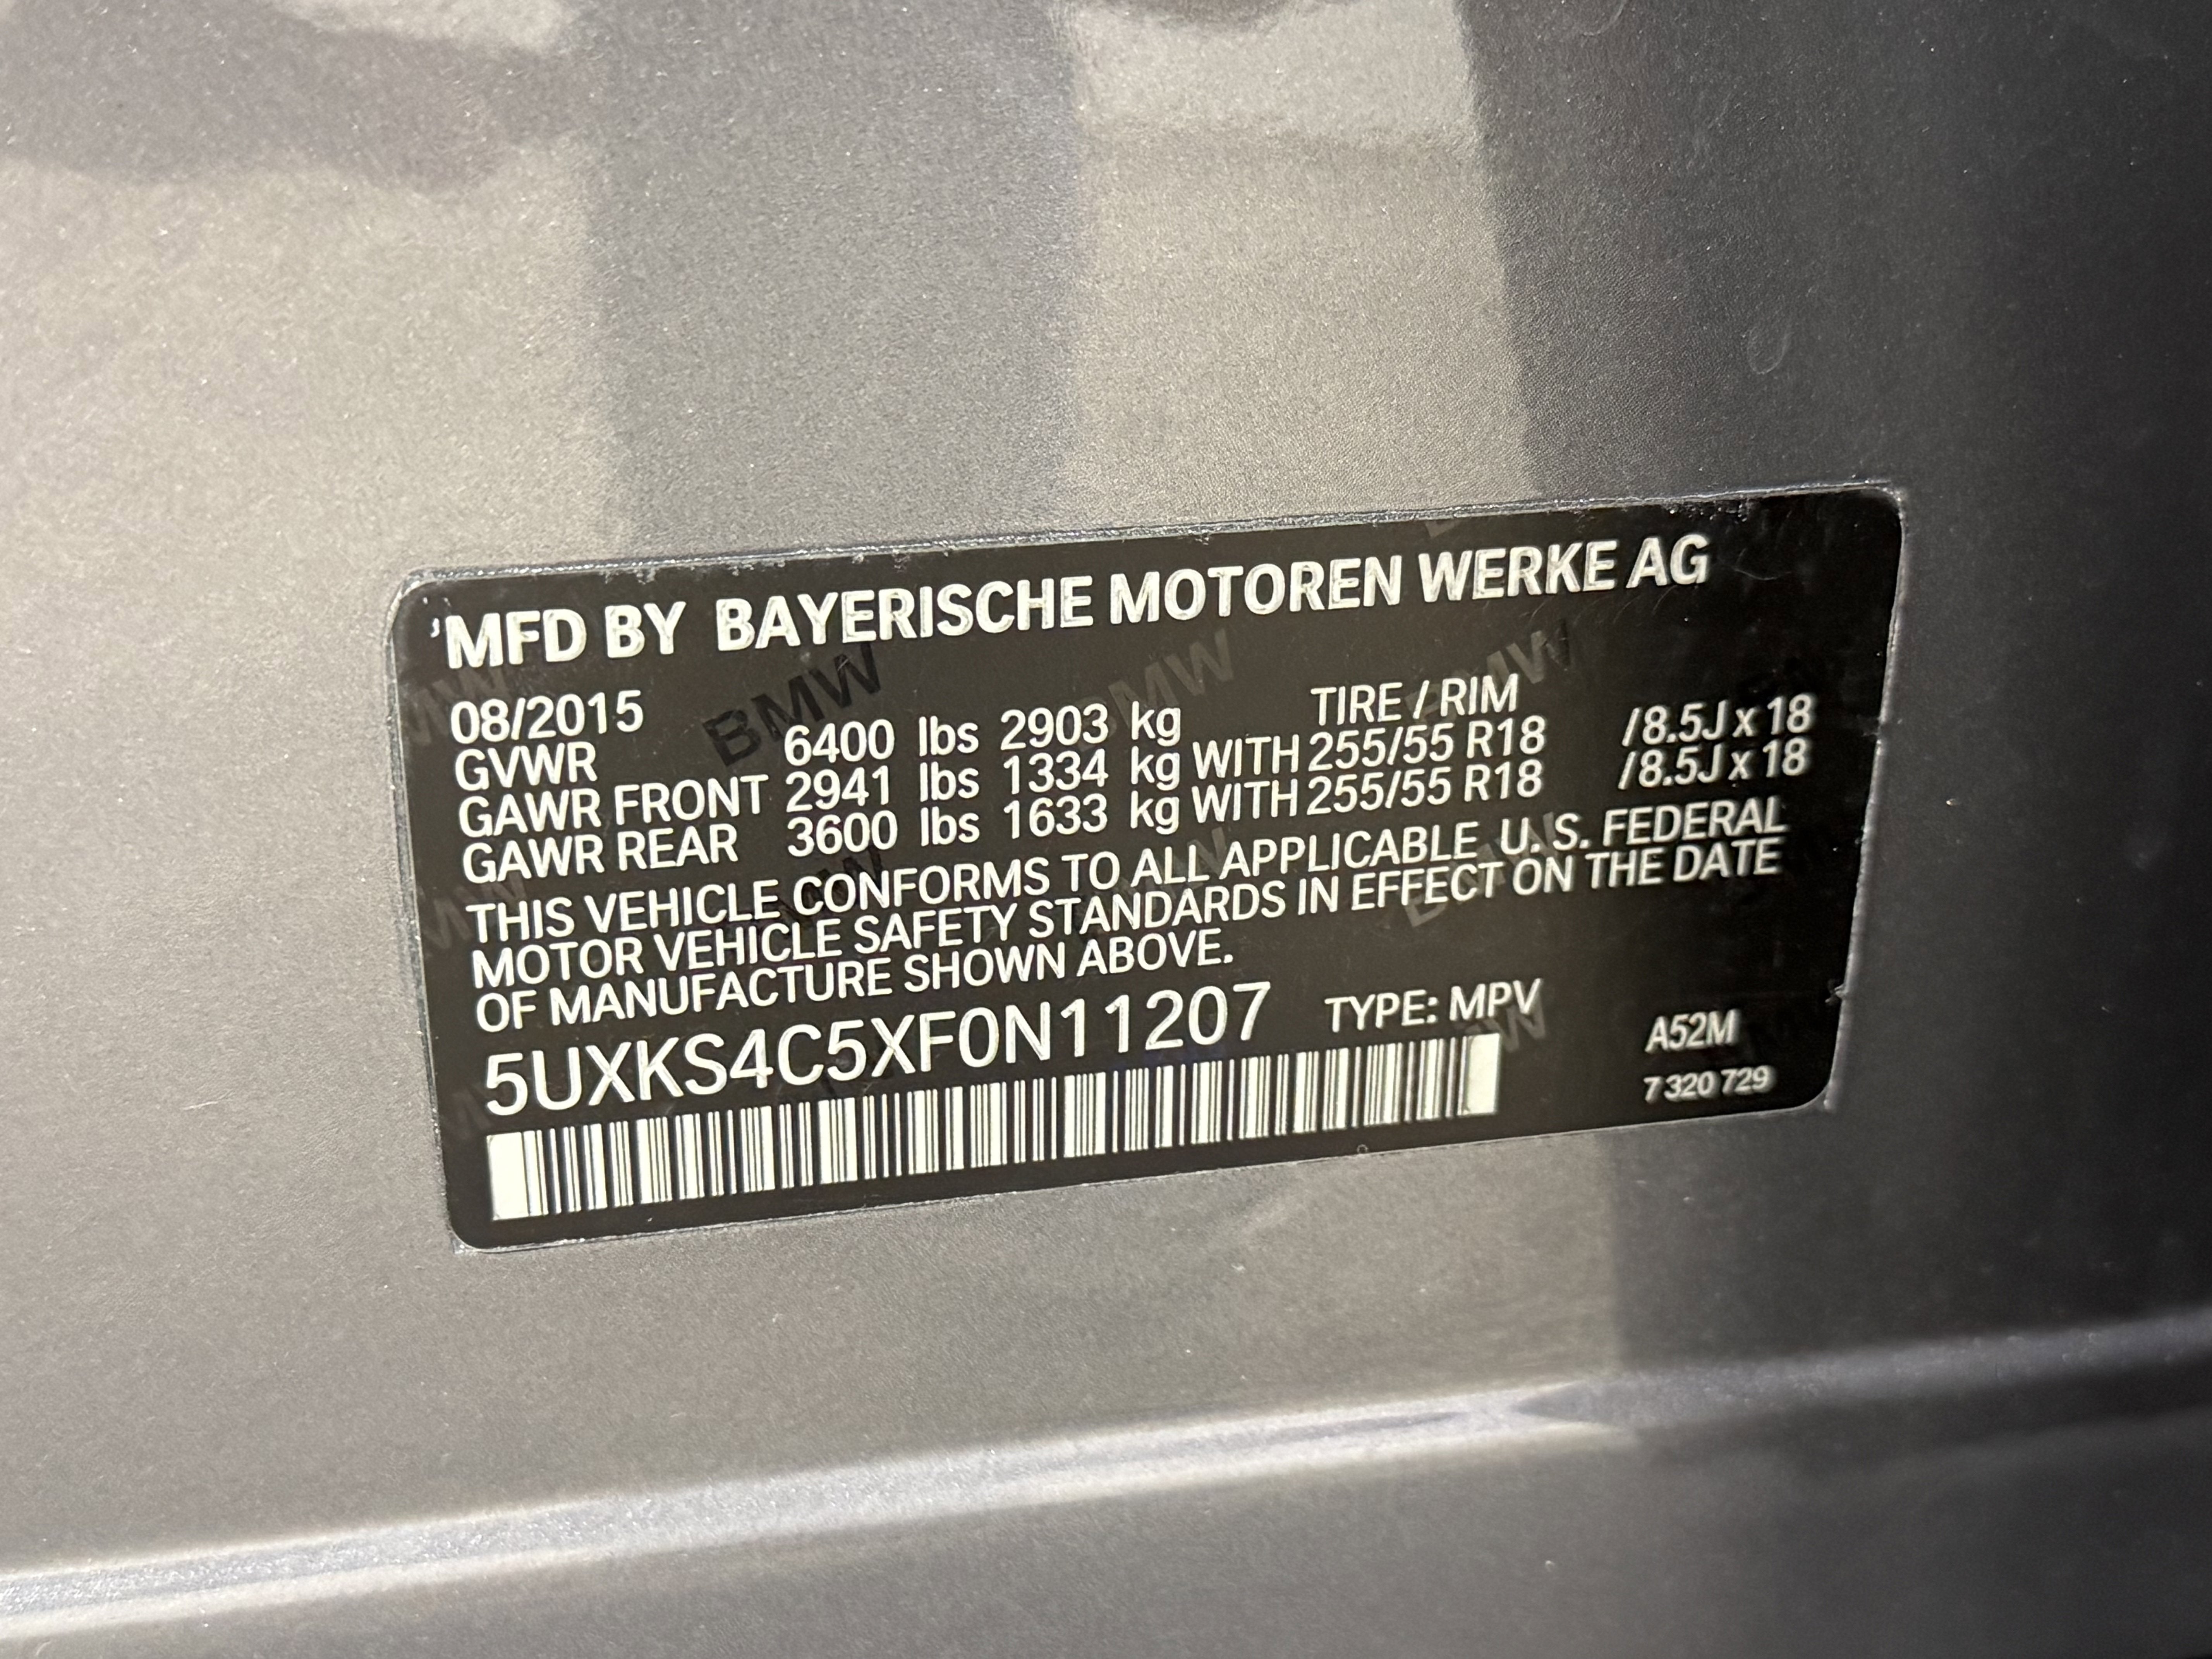 MFD BY BAYERISCHE MOTOREN WERKE AG
08/2015 TIRE / RIM
GVWR 6400 lbs 2903 kg
GAWR FRONT 2941 lbs 1334 kg WITH 255/55 R18 /8.5J x 18
GAWR REAR 3600 lbs 1633 kg WITH 255/55 R18 /8.5J x 18
THIS VEHICLE CONFORMS TO ALL APPLICABLE U. S. FEDERAL
MOTOR VEHICLE SAFETY STANDARDS IN EFFECT ON THE DATE
OF MANUFACTURE SHOWN ABOVE.
5UXKS4C5XF0N11207 TYPE: MPV
A52M
7 320 729
BMW
BMW
BMW